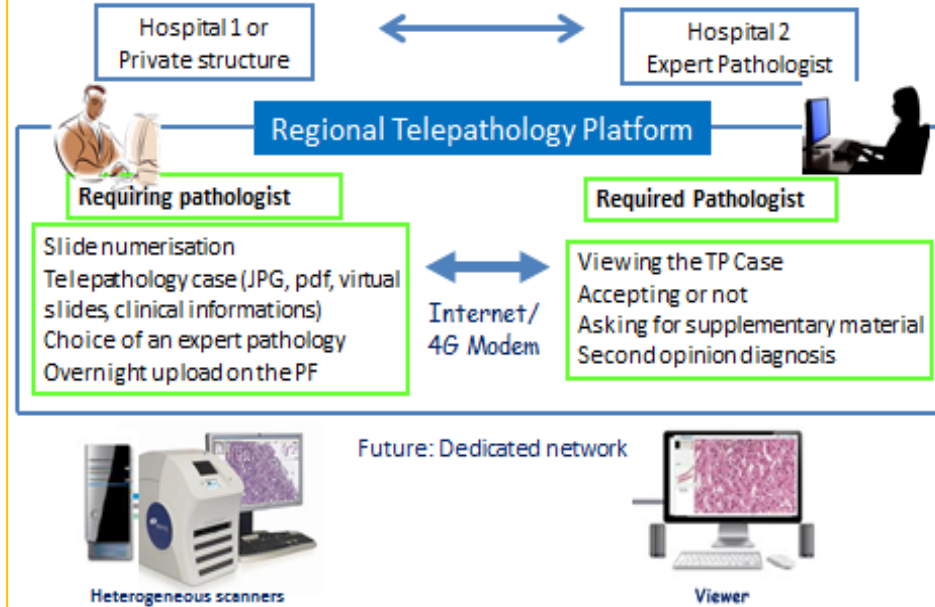 Hospital 1 or
Private structure
Hospital 2
Expert Pathologist
Regional Telepathology Platform
Requiring pathologist
Required Pathologist
Slide numerisation
Telepathology case (JPG, pdf, virtual
slides, clinical informations)
Choice of an expert pathology
Overnight upload on the PF
Internet/
4G Modem
Viewing the TP Case
Accepting or not
Asking for supplementary material
Second opinion diagnosis
Future: Dedicated network
Heterogeneous scanners
Viewer